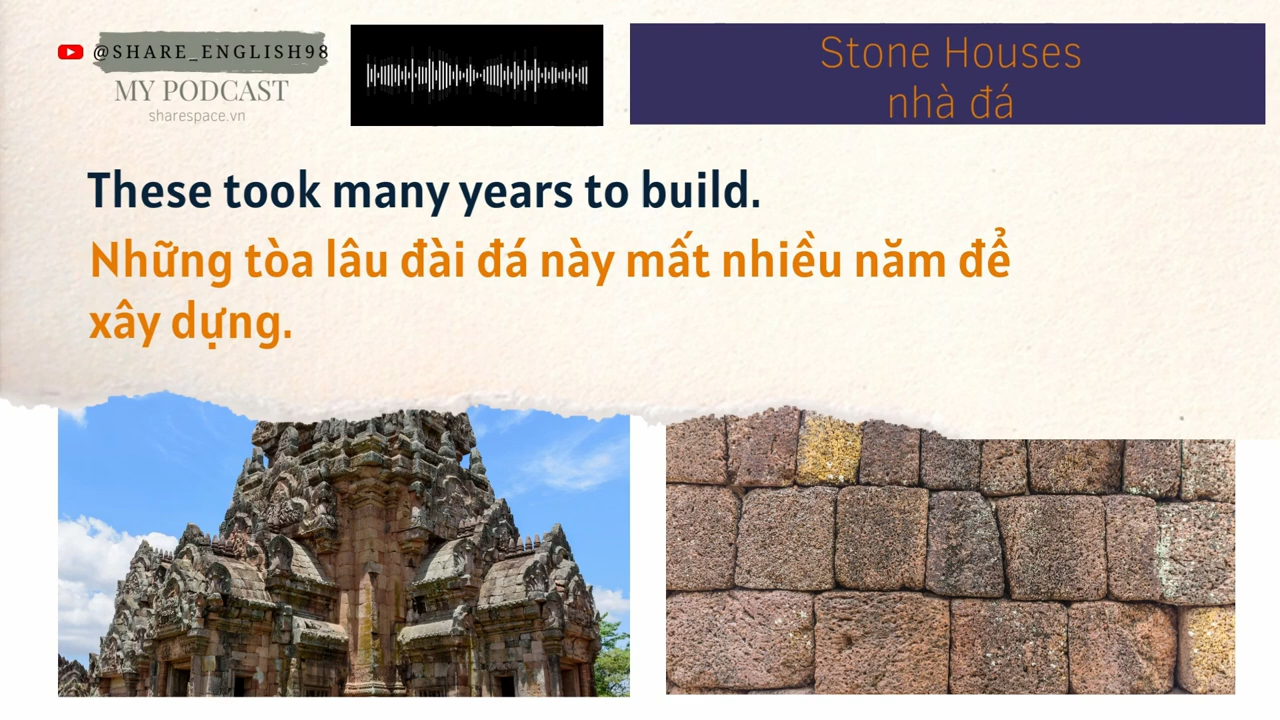 @SHARE_ENGLISH98
MY PODCAST
sharespace.vn
Stone Houses
nhà đá
These took many years to build.
Những tòa lâu đài đá này mất nhiều năm để
xây dựng.